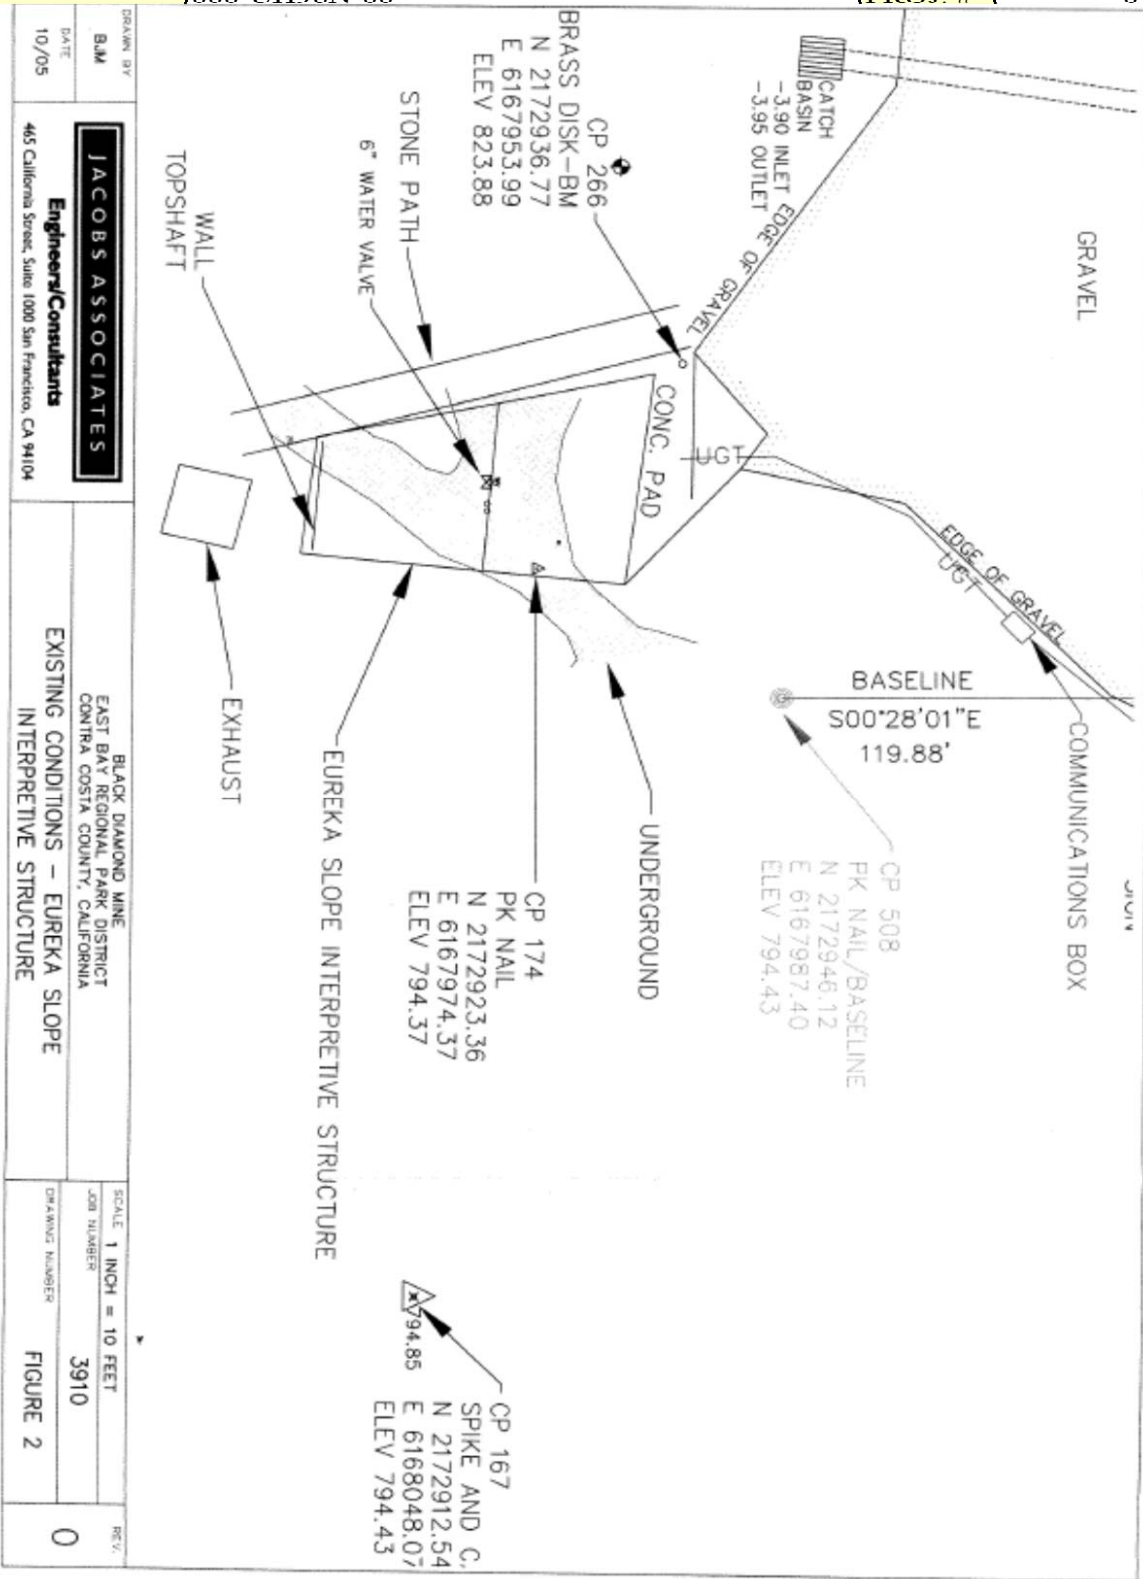 GRAVEL
CATCH
BASIN
-3.90 INLET
-3.95 OUTLET
EDGE OF GRAVEL
CP 266
BRASS DISK-BM
N 2172936.77
E 6167953.99
ELEV 823.88
STONE PATH
6" WATER VALVE
WALL
TOPSHAFT
CONC. PAD
UGT
EDGE OF GRAVEL
UGT
BASELINE
S00°28'01"E
119.88'
COMMUNICATIONS BOX
CP 508
PK NAIL/BASELINE
N 2172946.12
E 6167987.40
ELEV 794.43
UNDERGROUND
CP 174
PK NAIL
N 2172923.36
E 6167974.37
ELEV 794.37
EUREKA SLOPE INTERPRETIVE STRUCTURE
EXHAUST
794.85
CP 167
SPIKE AND C.
N 2172912.54
E 6168048.07
ELEV 794.43
DRAWN BY
BJM
DATE
10/05
JACOBS ASSOCIATES
Engineers/Consultants
465 California Street, Suite 1000 San Francisco, CA 94104
BLACK DIAMOND MINE
EAST BAY REGIONAL PARK DISTRICT
CONTRA COSTA COUNTY, CALIFORNIA
EXISTING CONDITIONS - EUREKA SLOPE
INTERPRETIVE STRUCTURE
SCALE 1 INCH = 10 FEET
JOB NUMBER
3910
DRAWING NUMBER
FIGURE 2
REV.
0